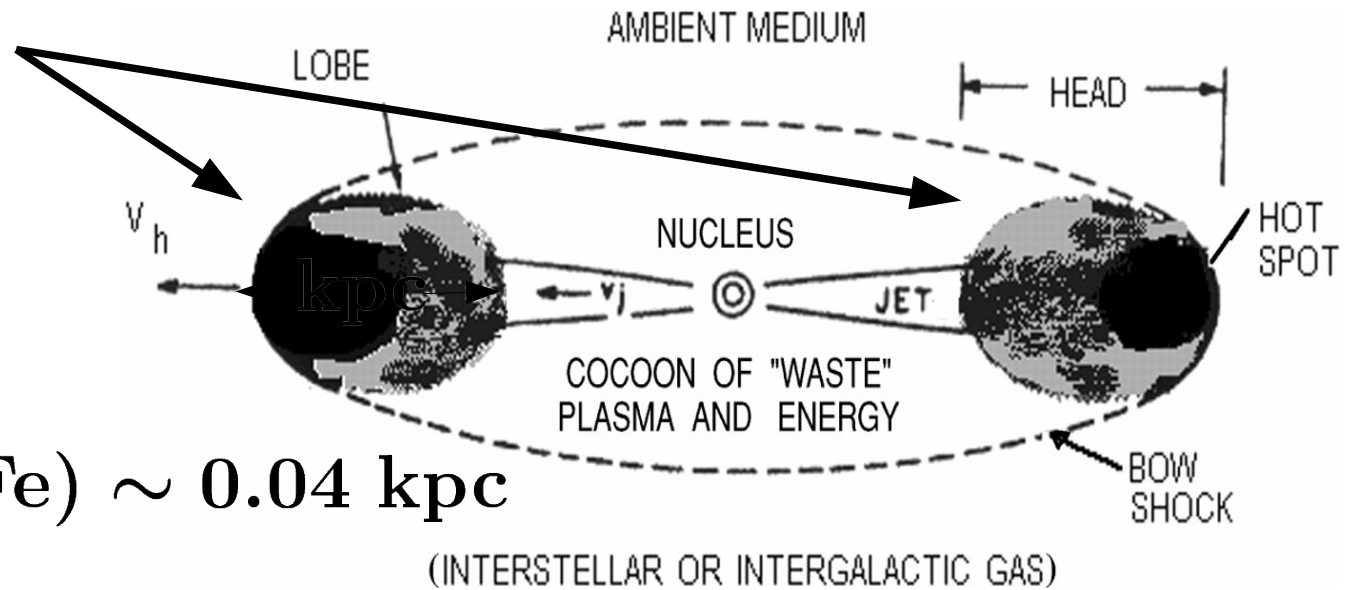 AMBIENT MEDIUM
LOBE
HEAD
V h
NUCLEUS
HOT
SPOT
kpc
v j
JET
COCOON OF "WASTE"
PLASMA AND ENERGY
Fe) ∼ 0.04 kpc
BOW
SHOCK
(INTERSTELLAR OR INTERGALACTIC GAS)